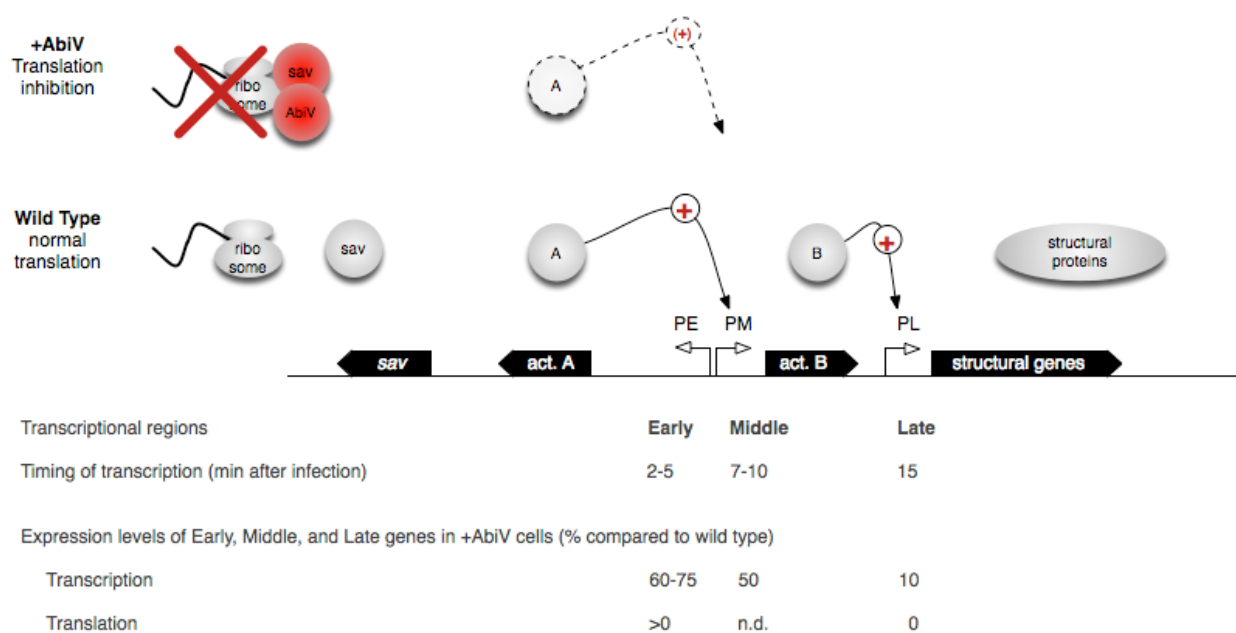 +AbiV
Translation
inhibition
ribo
some
sav
AbiV
A
(+)
Wild Type
normal
translation
ribo
some
sav
A
+
B
+
structural
proteins
PE PM PL
sav act. A act. B structural genes
Transcriptional regions Early Middle Late
Timing of transcription (min after infection) 2-5 7-10 15
Expression levels of Early, Middle, and Late genes in +AbiV cells (% compared to wild type)
Transcription 60-75 50 10
Translation >0 n.d. 0